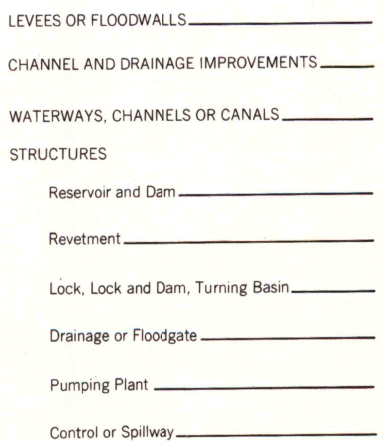 LEVEES OR FLOODWALLS
CHANNEL AND DRAINAGE IMPROVEMENTS
WATERWAYS, CHANNELS OR CANALS
STRUCTURES
Reservoir and Dam
Revetment
Lock, Lock and Dam, Turning Basin
Drainage or Floodgate
Pumping Plant
Control or Spillway